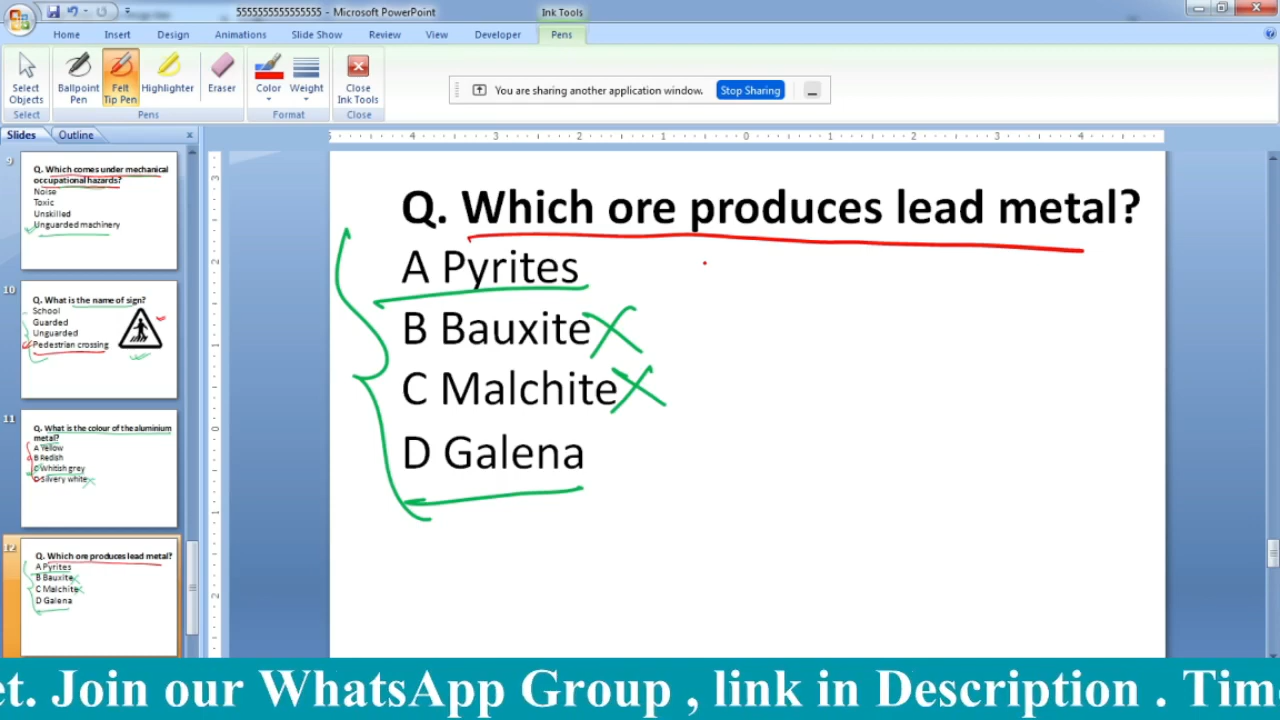 5555555555555555 - Microsoft PowerPoint
Ink Tools
Home Insert Design Animations Slide Show Review View Developer Pens
Select Objects
Ballpoint Pen
Felt Tip Pen
Highlighter
Eraser
Color
Weight
Close Ink Tools
Select Pens Format Close
You are sharing another application window. Stop Sharing
Slides Outline
9
Q. Which comes under mechanical
occupational hazards?
Noise
Toxic
Unskilled
Unguarded machinery
10
Q. What is the name of sign?
School
Guarded
Unguarded
Pedestrian crossing
11
Q. What is the colour of the aluminium
metal?
A Yellow
B Redish
C Whitish grey
D Silvery white
12
Q. Which ore produces lead metal?
A Pyrites
B Bauxite
C Malchite
D Galena
Q. Which ore produces lead metal?
A Pyrites
B Bauxite
C Malchite
D Galena
et. Join our WhatsApp Group , link in Description . Tim